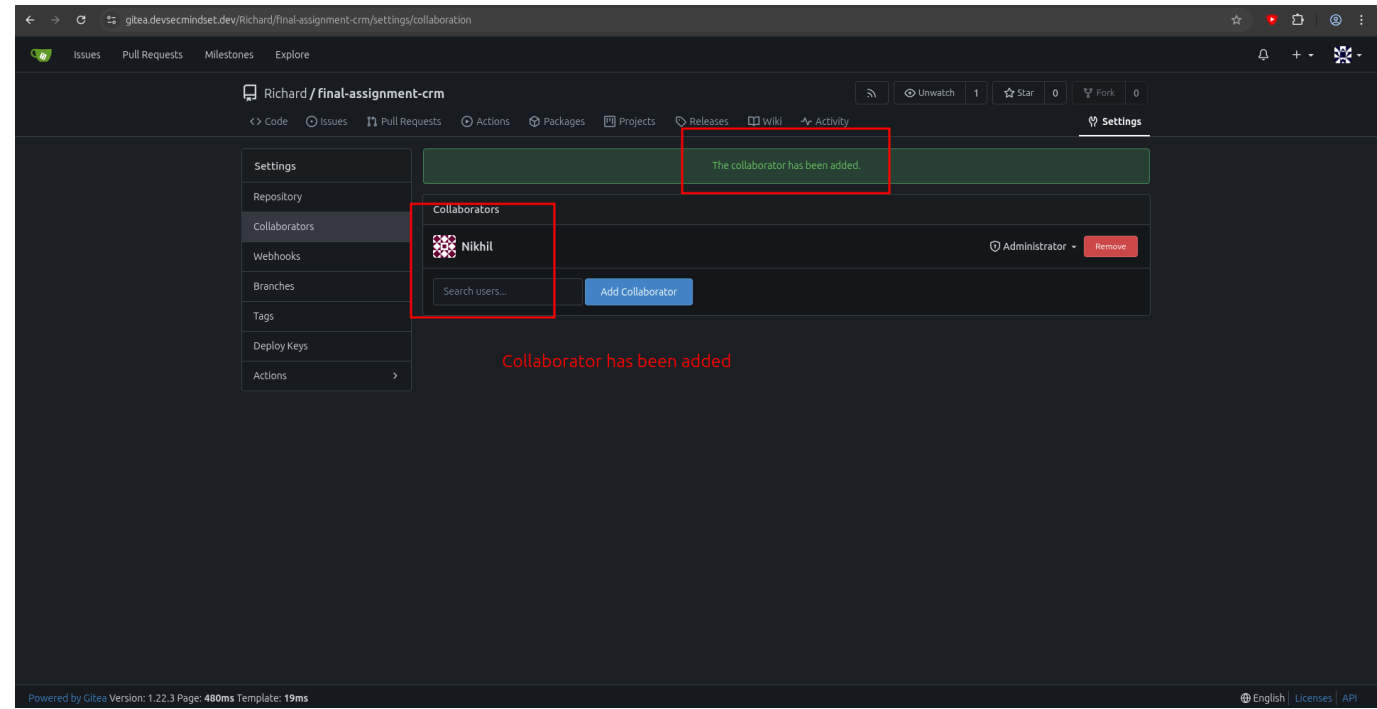 gitea.devsecmindset.dev/Richard/final-assignment-crm/settings/collaboration
Issues Pull Requests Milestones Explore
Richard / final-assignment-crm
Unwatch 1 Star 0 Fork 0
Code Issues Pull Requests Actions Packages Projects Releases Wiki Activity Settings
Settings
Repository
Collaborators
Webhooks
Branches
Tags
Deploy Keys
Actions
The collaborator has been added.
Collaborators
Nikhil Administrator Remove
Search users... Add Collaborator
Collaborator has been added
Powered by Gitea Version: 1.22.3 Page: 480ms Template: 19ms English Licenses API